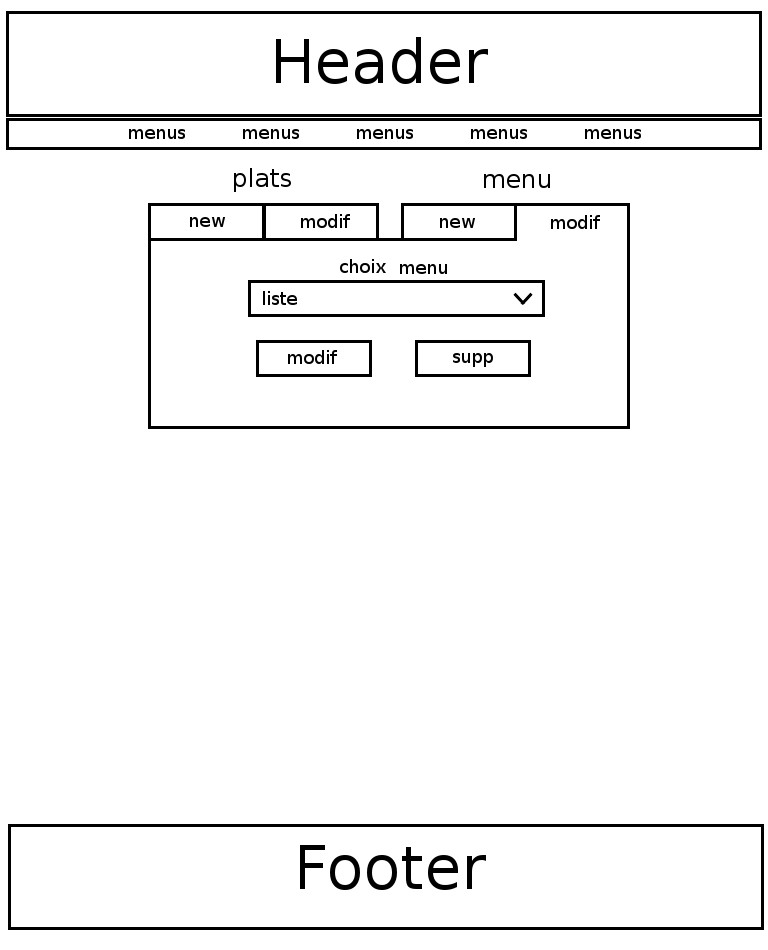 Header
menus menus menus menus menus
plats menu
new modif new modif
choix menu
liste
modif supp
Footer